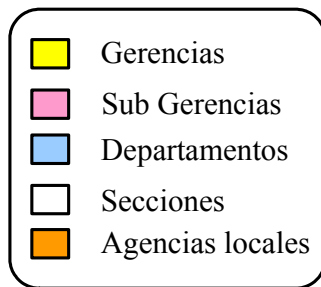 Gerencias
Sub Gerencias
Departamentos
Secciones
Agencias locales